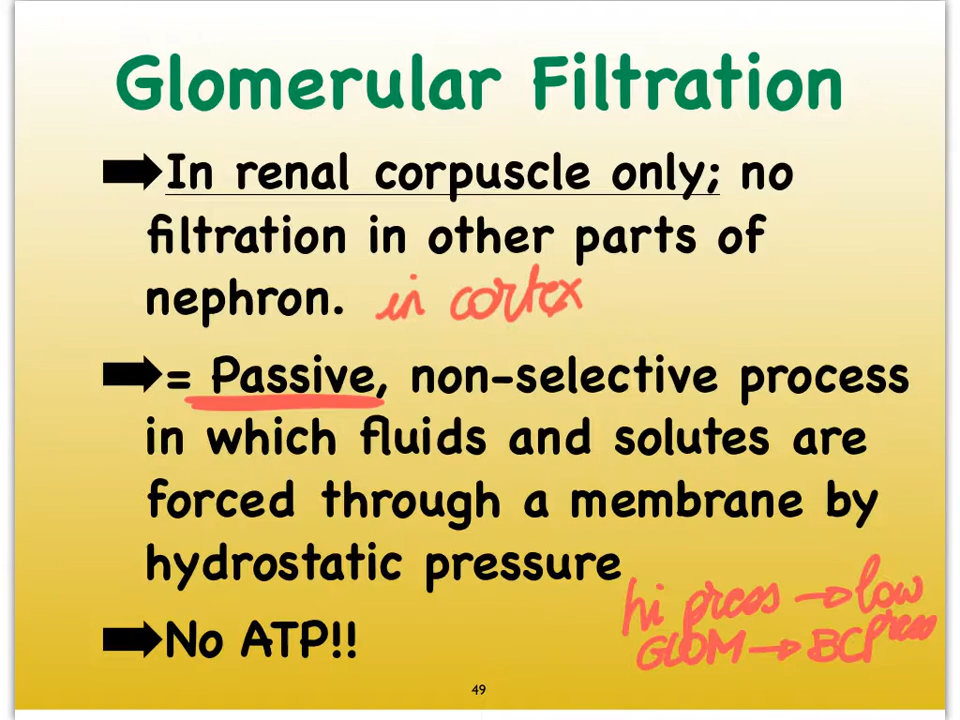 Glomerular Filtration
In renal corpuscle only; no
filtration in other parts of
nephron. in cortex
= Passive, non-selective process
in which fluids and solutes are
forced through a membrane by
hydrostatic pressure
hi press → low press
GLOM → BC
No ATP!!
49